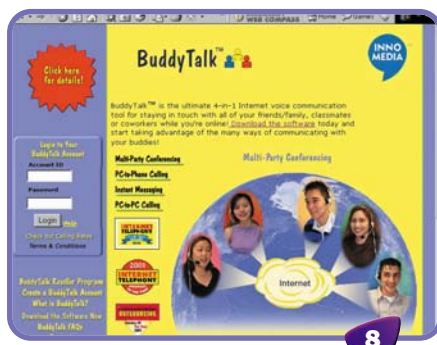 WEB COMPASS Home Games
Click here
for details!
BuddyTalk™
INNO
MEDIA
BuddyTalk™ is the ultimate 4-in-1 Internet voice communication
tool for staying in touch with all of your friends/family, classmates
or coworkers while you're online! Download the software today and
start taking advantage of the many ways of communicating with
your buddies!
Login to Your
BuddyTalk Account
Account ID
Password
Login Help
Check out Calling Rates
Terms & Conditions
Multi-Party Conferencing
PC-to-Phone Calling
Instant Messaging
PC-to-PC Calling
Multi-Party Conferencing
INTERNET
TELEPHONY
INTERNET
TELEPHONY
Internet
BuddyTalk Reseller Program
Create a BuddyTalk Account
What is BuddyTalk?
Download the Software Now
BuddyTalk FAQs
8